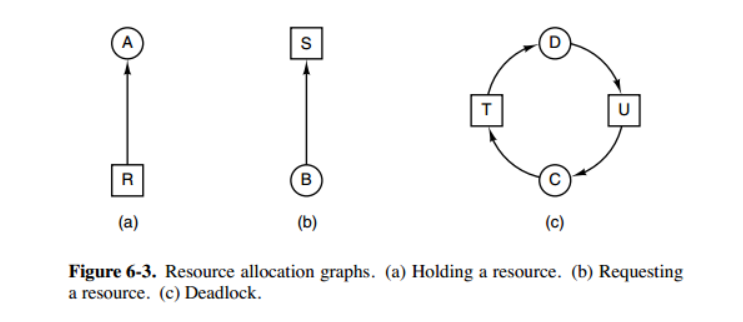 A
S
D
T
U
R
B
C
(a)
(b)
(c)
Figure 6-3. Resource allocation graphs. (a) Holding a resource. (b) Requesting
a resource. (c) Deadlock.